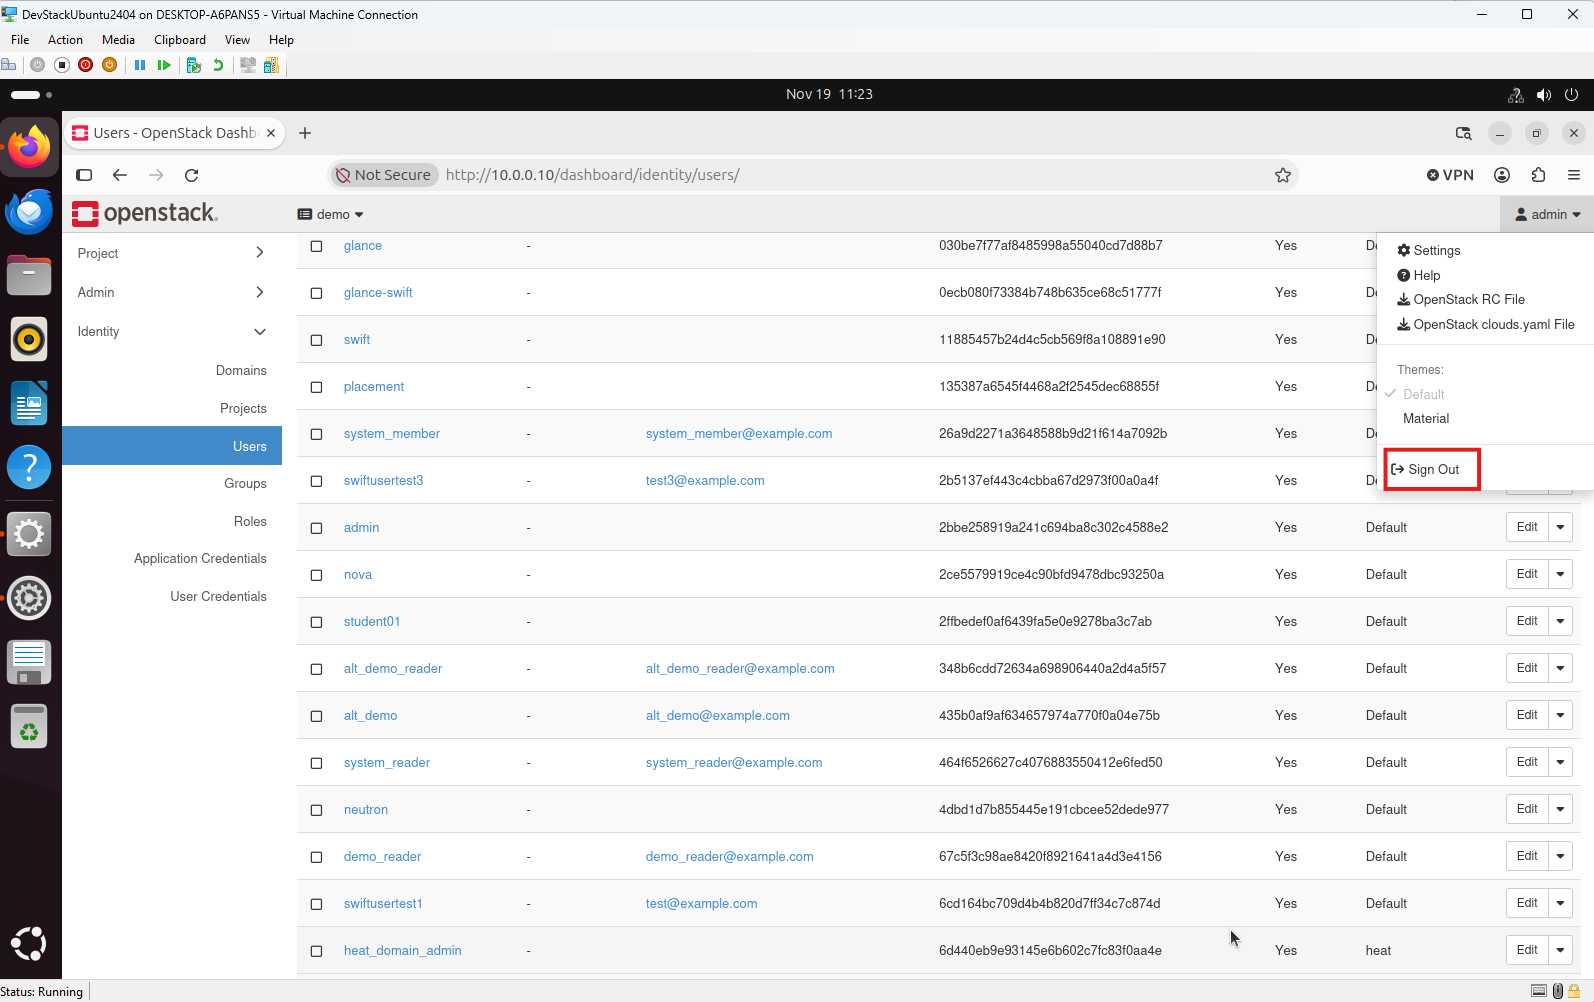 DevStackUbuntu2404 on DESKTOP-A6PANS5 - Virtual Machine Connection
File Action Media Clipboard View Help
Nov 19 11:23
Users - OpenStack Dashb
Not Secure http://10.0.0.10/dashboard/identity/users/ VPN
openstack. demo admin
Project
Admin
Identity
Domains
Projects
Users
Groups
Roles
Application Credentials
User Credentials
glance - 030be7f77af8485998a55040cd7d88b7 Yes De
glance-swift - 0ecb080f73384b748b635ce68c51777f Yes De
swift - 11885457b24d4c5cb569f8a108891e90 Yes De
placement - 135387a6545f4468a2f2545dec68855f Yes De
system_member - system_member@example.com 26a9d2271a3648588b9d21f614a7092b Yes De
swiftusertest3 - test3@example.com 2b5137ef443c4cbba67d2973f00a0a4f Yes De
admin - 2bbe258919a241c694ba8c302c4588e2 Yes Default Edit
nova - 2ce5579919ce4c90bfd9478dbc93250a Yes Default Edit
student01 - 2ffbedef0af6439fa5e0e9278ba3c7ab Yes Default Edit
alt_demo_reader - alt_demo_reader@example.com 348b6cdd72634a698906440a2d4a5f57 Yes Default Edit
alt_demo - alt_demo@example.com 435b0af9af634657974a770f0a04e75b Yes Default Edit
system_reader - system_reader@example.com 464f6526627c4076883550412e6fed50 Yes Default Edit
neutron - 4dbd1d7b855445e191cbcee52dede977 Yes Default Edit
demo_reader - demo_reader@example.com 67c5f3c98ae8420f8921641a4d3e4156 Yes Default Edit
swiftusertest1 - test@example.com 6cd164bc709d4b4b820d7ff34c7c874d Yes Default Edit
heat_domain_admin - 6d440eb9e93145e6b602c7fc83f0aa4e Yes heat Edit
Settings
Help
OpenStack RC File
OpenStack clouds.yaml File
Themes:
Default
Material
Sign Out
Status: Running